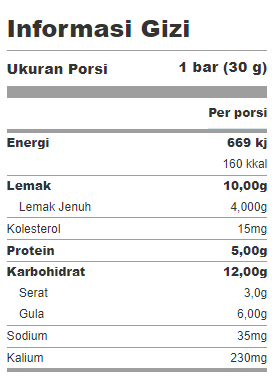 Informasi Gizi
Ukuran Porsi 1 bar (30 g)
Per porsi
Energi 669 kj
160 kkal
Lemak 10,00g
Lemak Jenuh 4,000g
Kolesterol 15mg
Protein 5,00g
Karbohidrat 12,00g
Serat 3,0g
Gula 6,00g
Sodium 35mg
Kalium 230mg